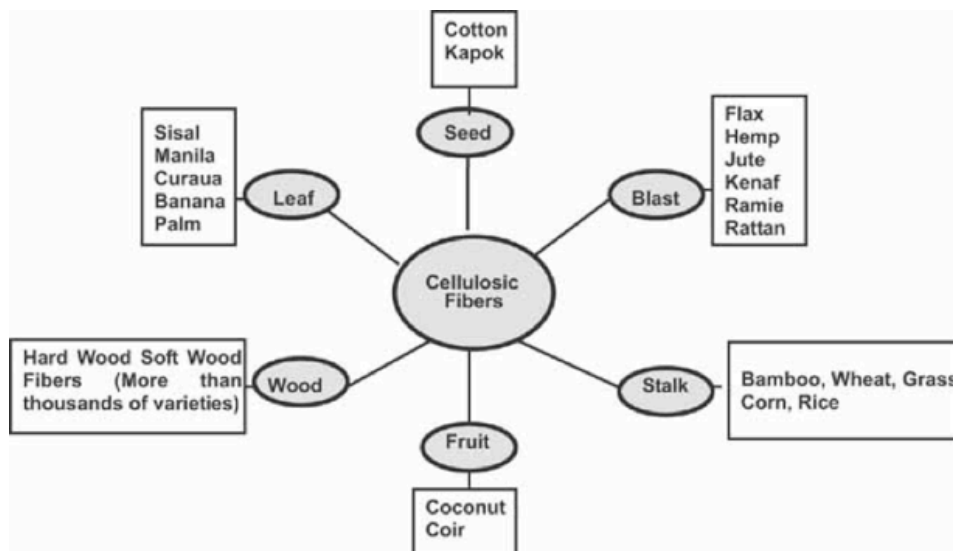 Cotton
Kapok
Seed
Sisal
Manila
Curaua
Banana
Palm
Leaf
Flax
Hemp
Jute
Kenaf
Ramie
Rattan
Blast
Cellulosic
Fibers
Hard Wood Soft Wood
Fibers (More than
thousands of varieties)
Wood
Stalk
Bamboo, Wheat, Grass
Corn, Rice
Fruit
Coconut
Coir